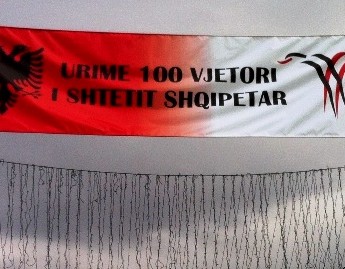 URIME 100 VJETORI
I SHTETIT SHQIPETAR